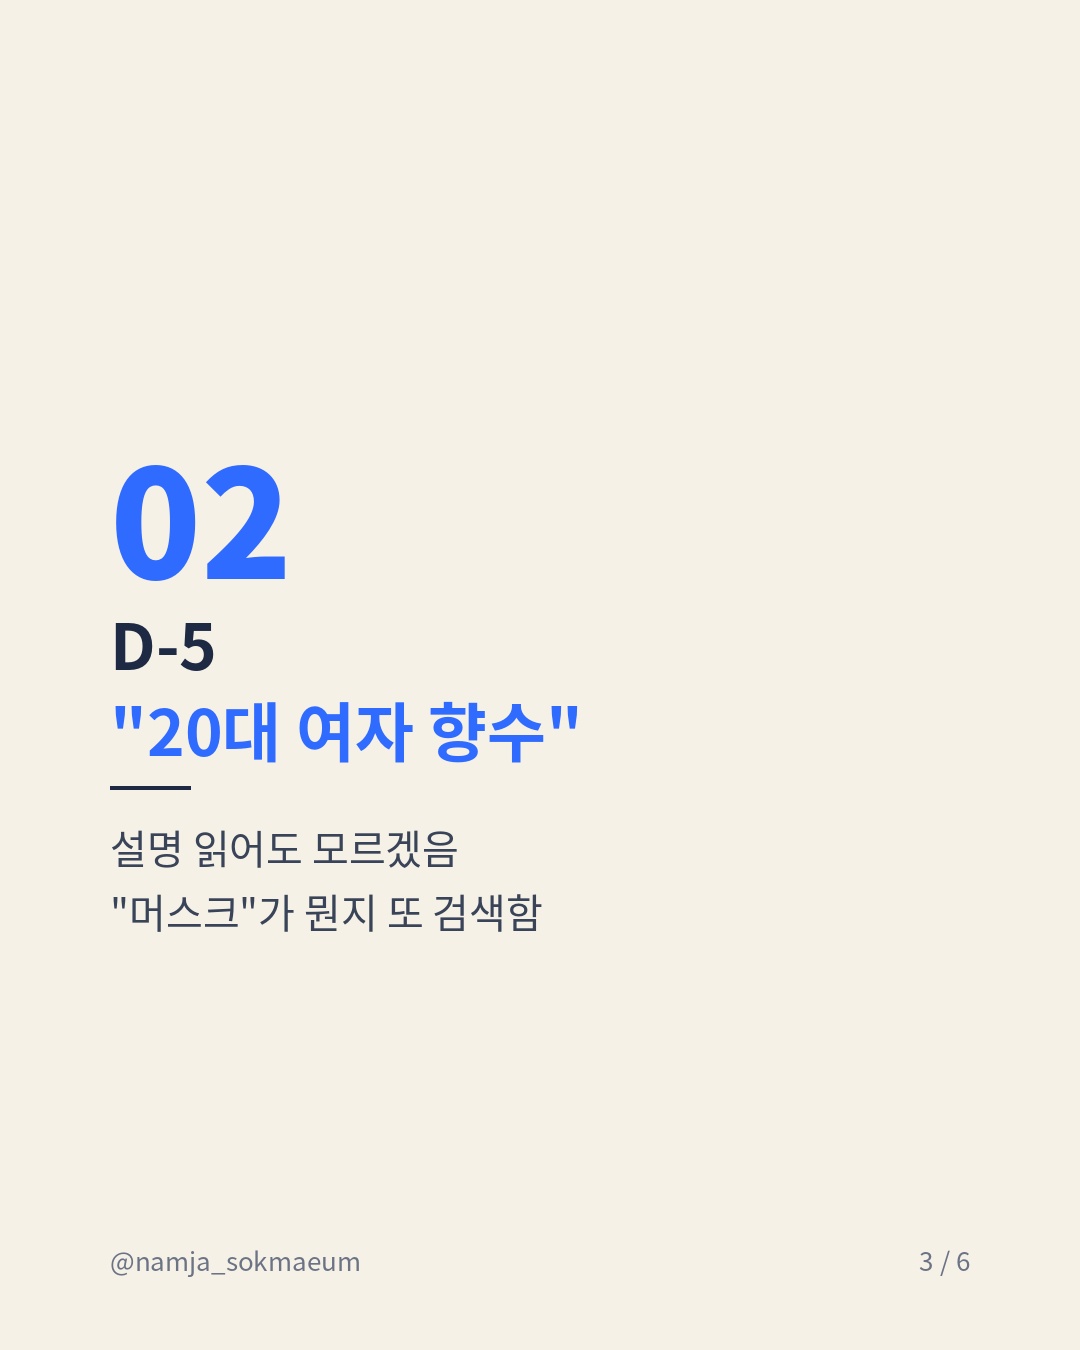 02
D-5
"20대 여자 향수"
설명 읽어도 모르겠음
"머스크"가 뭔지 또 검색함
@namja_sokmaeum
3 / 6